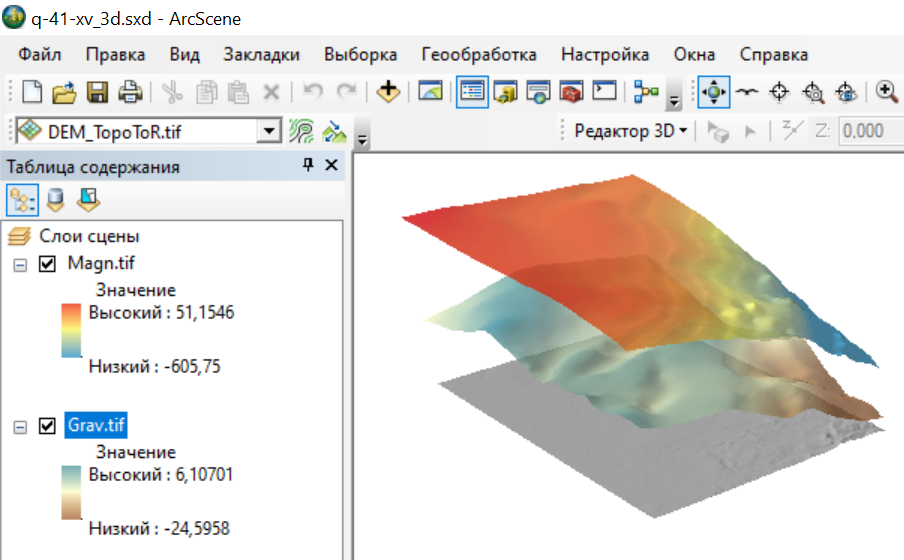 q-41-xv_3d.sxd - ArcScene
Файл Правка Вид Закладки Выборка Геообработка Настройка Окна Справка
DEM_TopoToR.tif Редактор 3D Z: 0,000
Таблица содержания
Слои сцены
Magn.tif
Значение
Высокий : 51,1546
Низкий : -605,75
Grav.tif
Значение
Высокий : 6,10701
Низкий : -24,5958